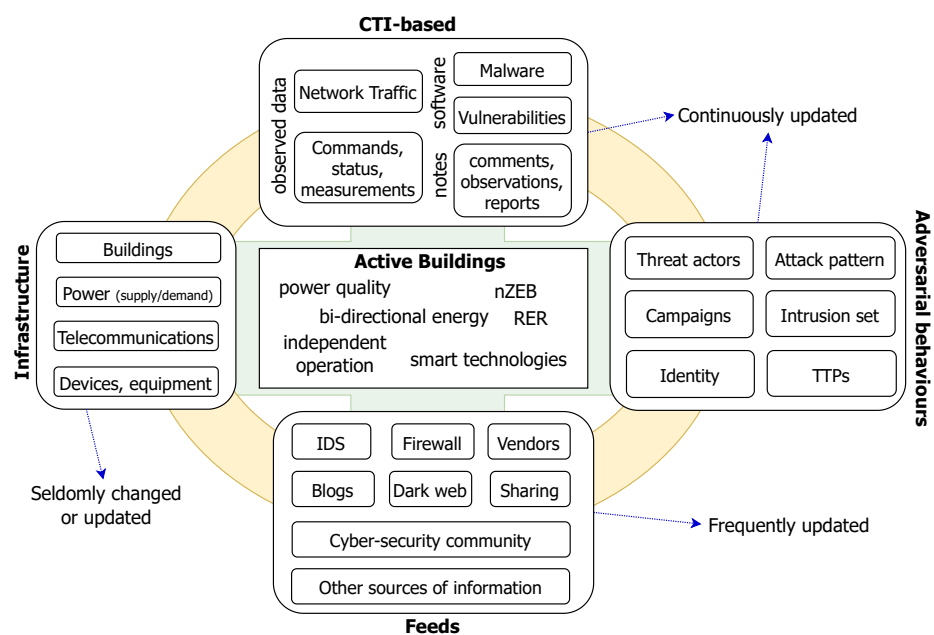 CTI-based
observed data
Network Traffic
Commands,
status,
measurements
software
Malware
Vulnerabilities
notes
comments,
observations,
reports
Continuously updated
Infrastructure
Buildings
Power (supply/demand)
Telecommunications
Devices, equipment
Active Buildings
power quality
nZEB
bi-directional energy
RER
independent
operation
smart technologies
Adversarial behaviours
Threat actors
Attack pattern
Campaigns
Intrusion set
Identity
TTPs
Seldomly changed
or updated
IDS
Firewall
Vendors
Blogs
Dark web
Sharing
Cyber-security community
Other sources of information
Frequently updated
Feeds